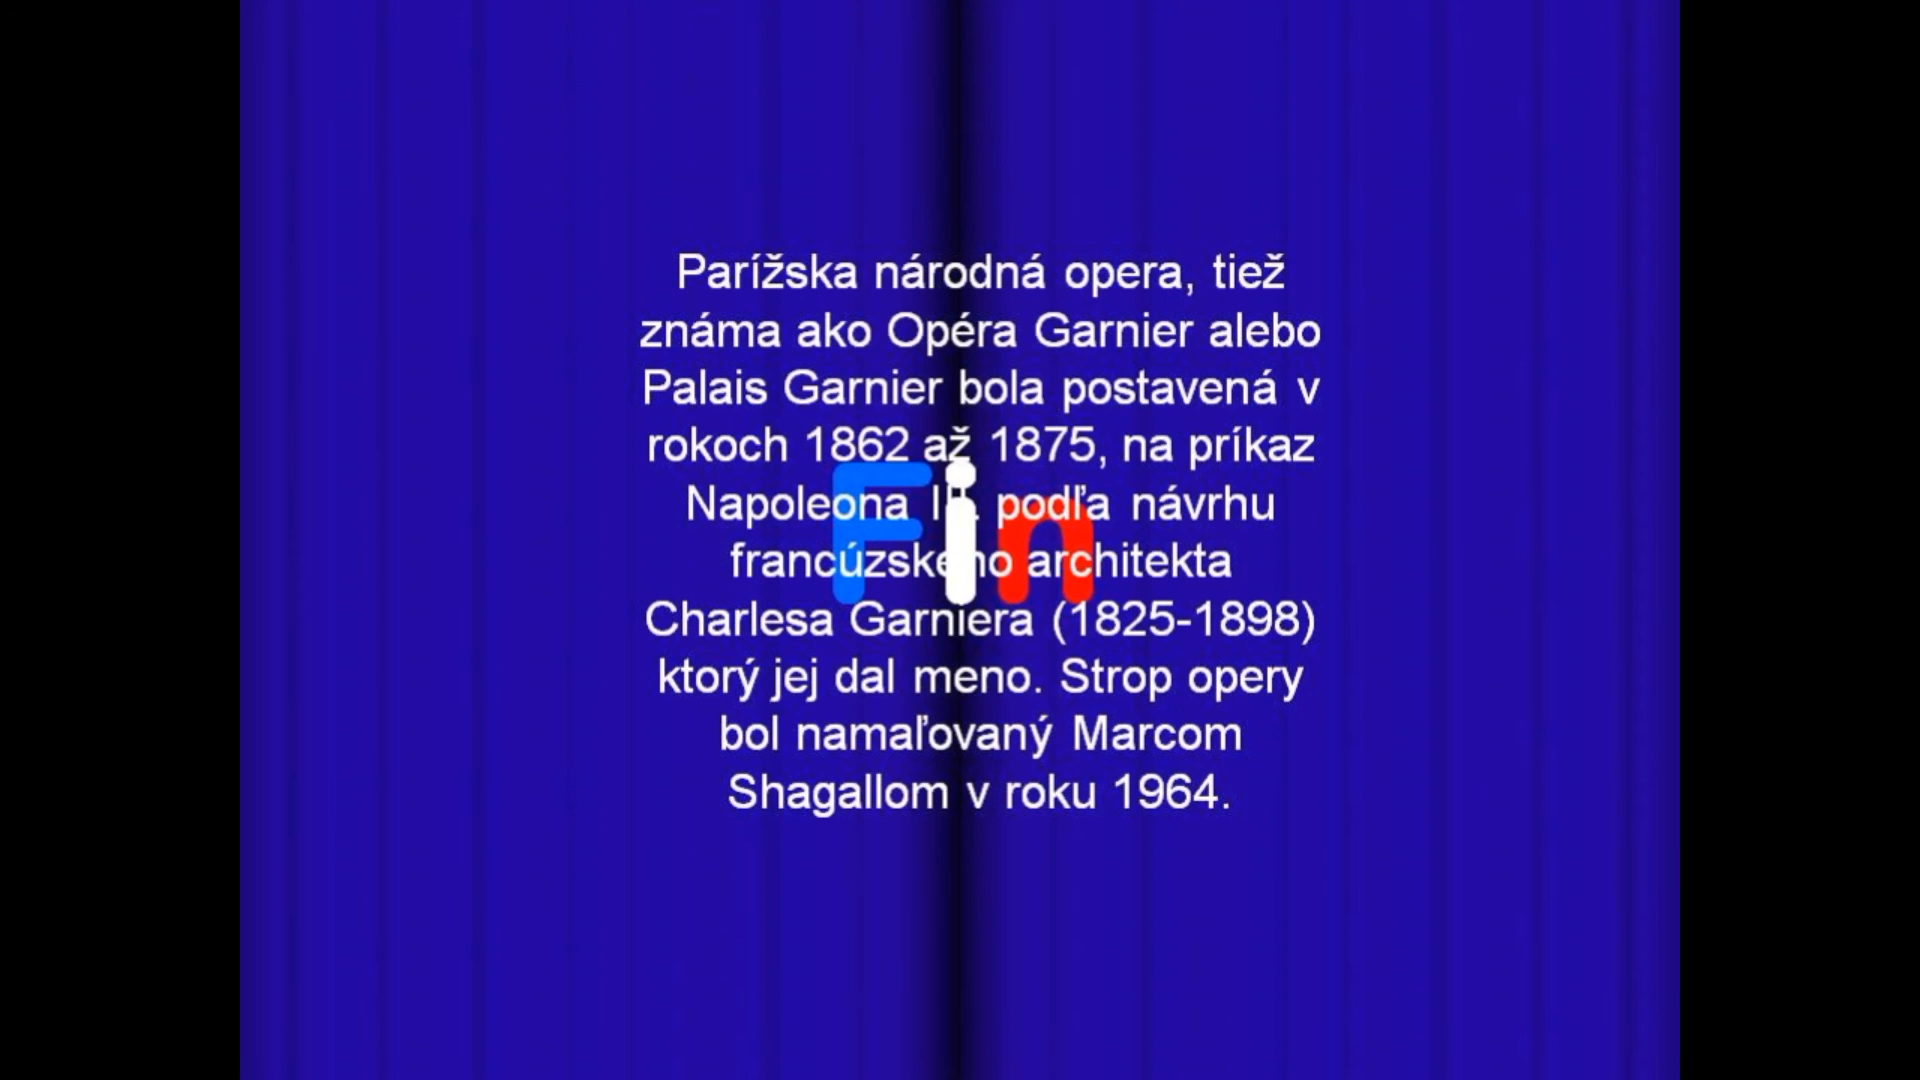 Parížska národná opera, tiež
známa ako Opéra Garnier alebo
Palais Garnier bola postavená v
rokoch 1862 až 1875, na príkaz
Napoleona podľa návrhu
francúzskeho architekta
Charlesa Garniera (1825-1898)
ktorý jej dal meno. Strop opery
bol namaľovaný Marcom
Shagallom v roku 1964.
Fin